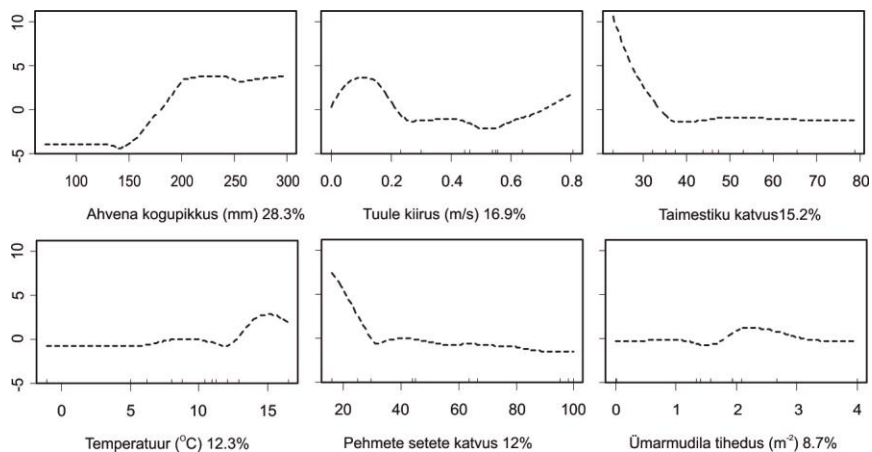 10
5
0
-5
100 150 200 250 300
0.0 0.2 0.4 0.6 0.8
30 40 50 60 70 80
Ahvena kogupikkus (mm) 28.3%
Tuule kiirus (m/s) 16.9%
Taimestiku katvus15.2%
10
5
0
-5
0 5 10 15
20 40 60 80 100
0 1 2 3 4
Temperatuur (⁰C) 12.3%
Pehmete setete katvus 12%
Ümarmudila tihedus (m⁻²) 8.7%